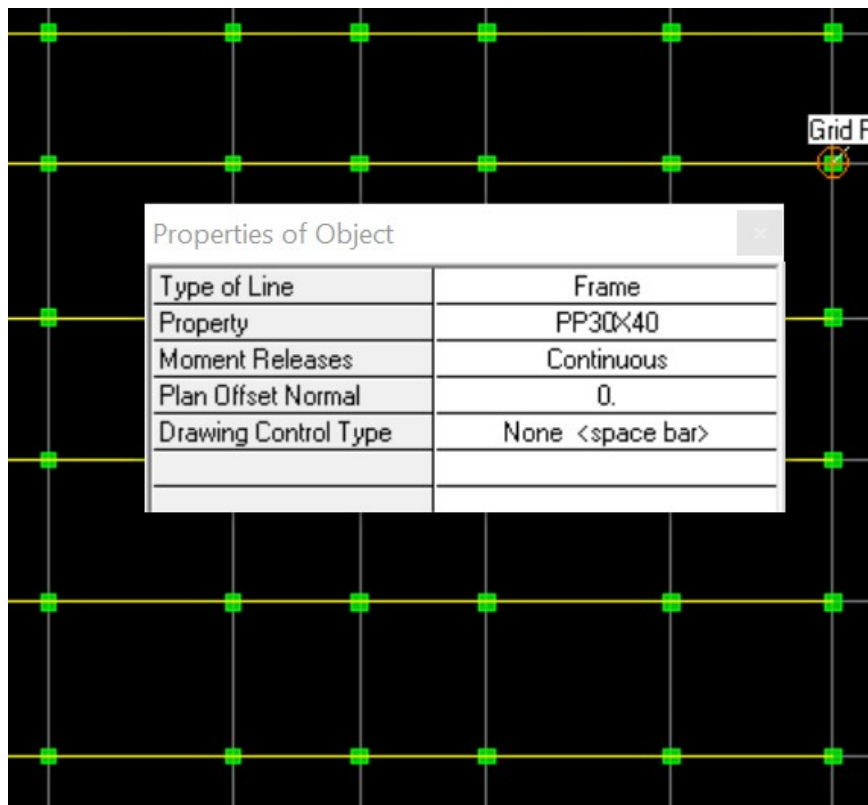 Grid P
Properties of Object
Type of Line Frame
Property PP30X40
Moment Releases Continuous
Plan Offset Normal 0.
Drawing Control Type None <space bar>